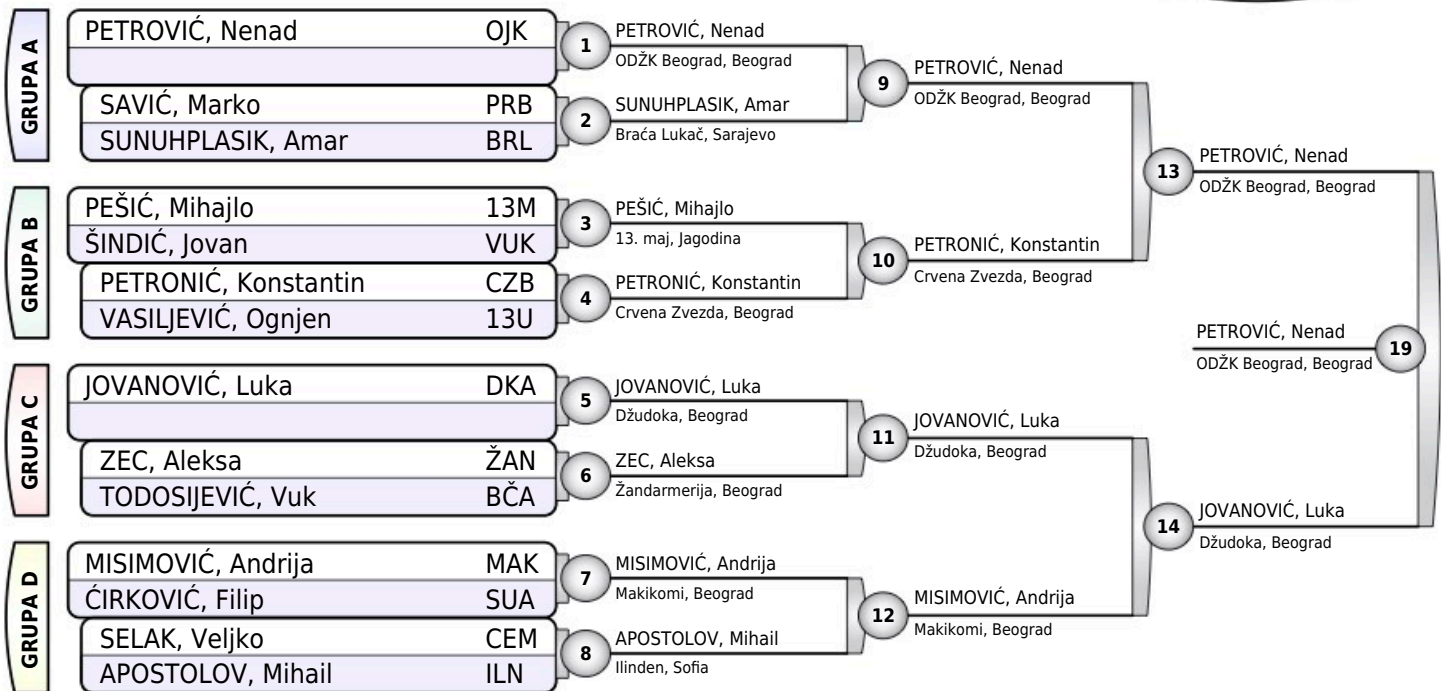 GRUPA A
PETROVIĆ, Nenad OJK
SAVIĆ, Marko PRB
SUNUHPLASIK, Amar BRL
GRUPA B
PEŠIĆ, Mihajlo 13M
ŠINDIĆ, Jovan VUK
PETRONIĆ, Konstantin CZB
VASILJEVIĆ, Ognjen 13U
GRUPA C
JOVANOVIĆ, Luka DKA
ZEC, Aleksa ŽAN
TODOSIJEVIĆ, Vuk BČA
GRUPA D
MISIMOVIĆ, Andrija MAK
ĆIRKOVIĆ, Filip SUA
SELAK, Veljko CEM
APOSTOLOV, Mihail ILN
1
PETROVIĆ, Nenad
ODŽK Beograd, Beograd
2
SUNUHPLASIK, Amar
Braća Lukač, Sarajevo
3
PEŠIĆ, Mihajlo
13. maj, Jagodina
4
PETRONIĆ, Konstantin
Crvena Zvezda, Beograd
5
JOVANOVIĆ, Luka
Džudoka, Beograd
6
ZEC, Aleksa
Žandarmerija, Beograd
7
MISIMOVIĆ, Andrija
Makikomi, Beograd
8
APOSTOLOV, Mihail
Ilinden, Sofia
9
PETROVIĆ, Nenad
ODŽK Beograd, Beograd
10
PETRONIĆ, Konstantin
Crvena Zvezda, Beograd
11
JOVANOVIĆ, Luka
Džudoka, Beograd
12
MISIMOVIĆ, Andrija
Makikomi, Beograd
13
PETROVIĆ, Nenad
ODŽK Beograd, Beograd
14
JOVANOVIĆ, Luka
Džudoka, Beograd
PETROVIĆ, Nenad
ODŽK Beograd, Beograd
19